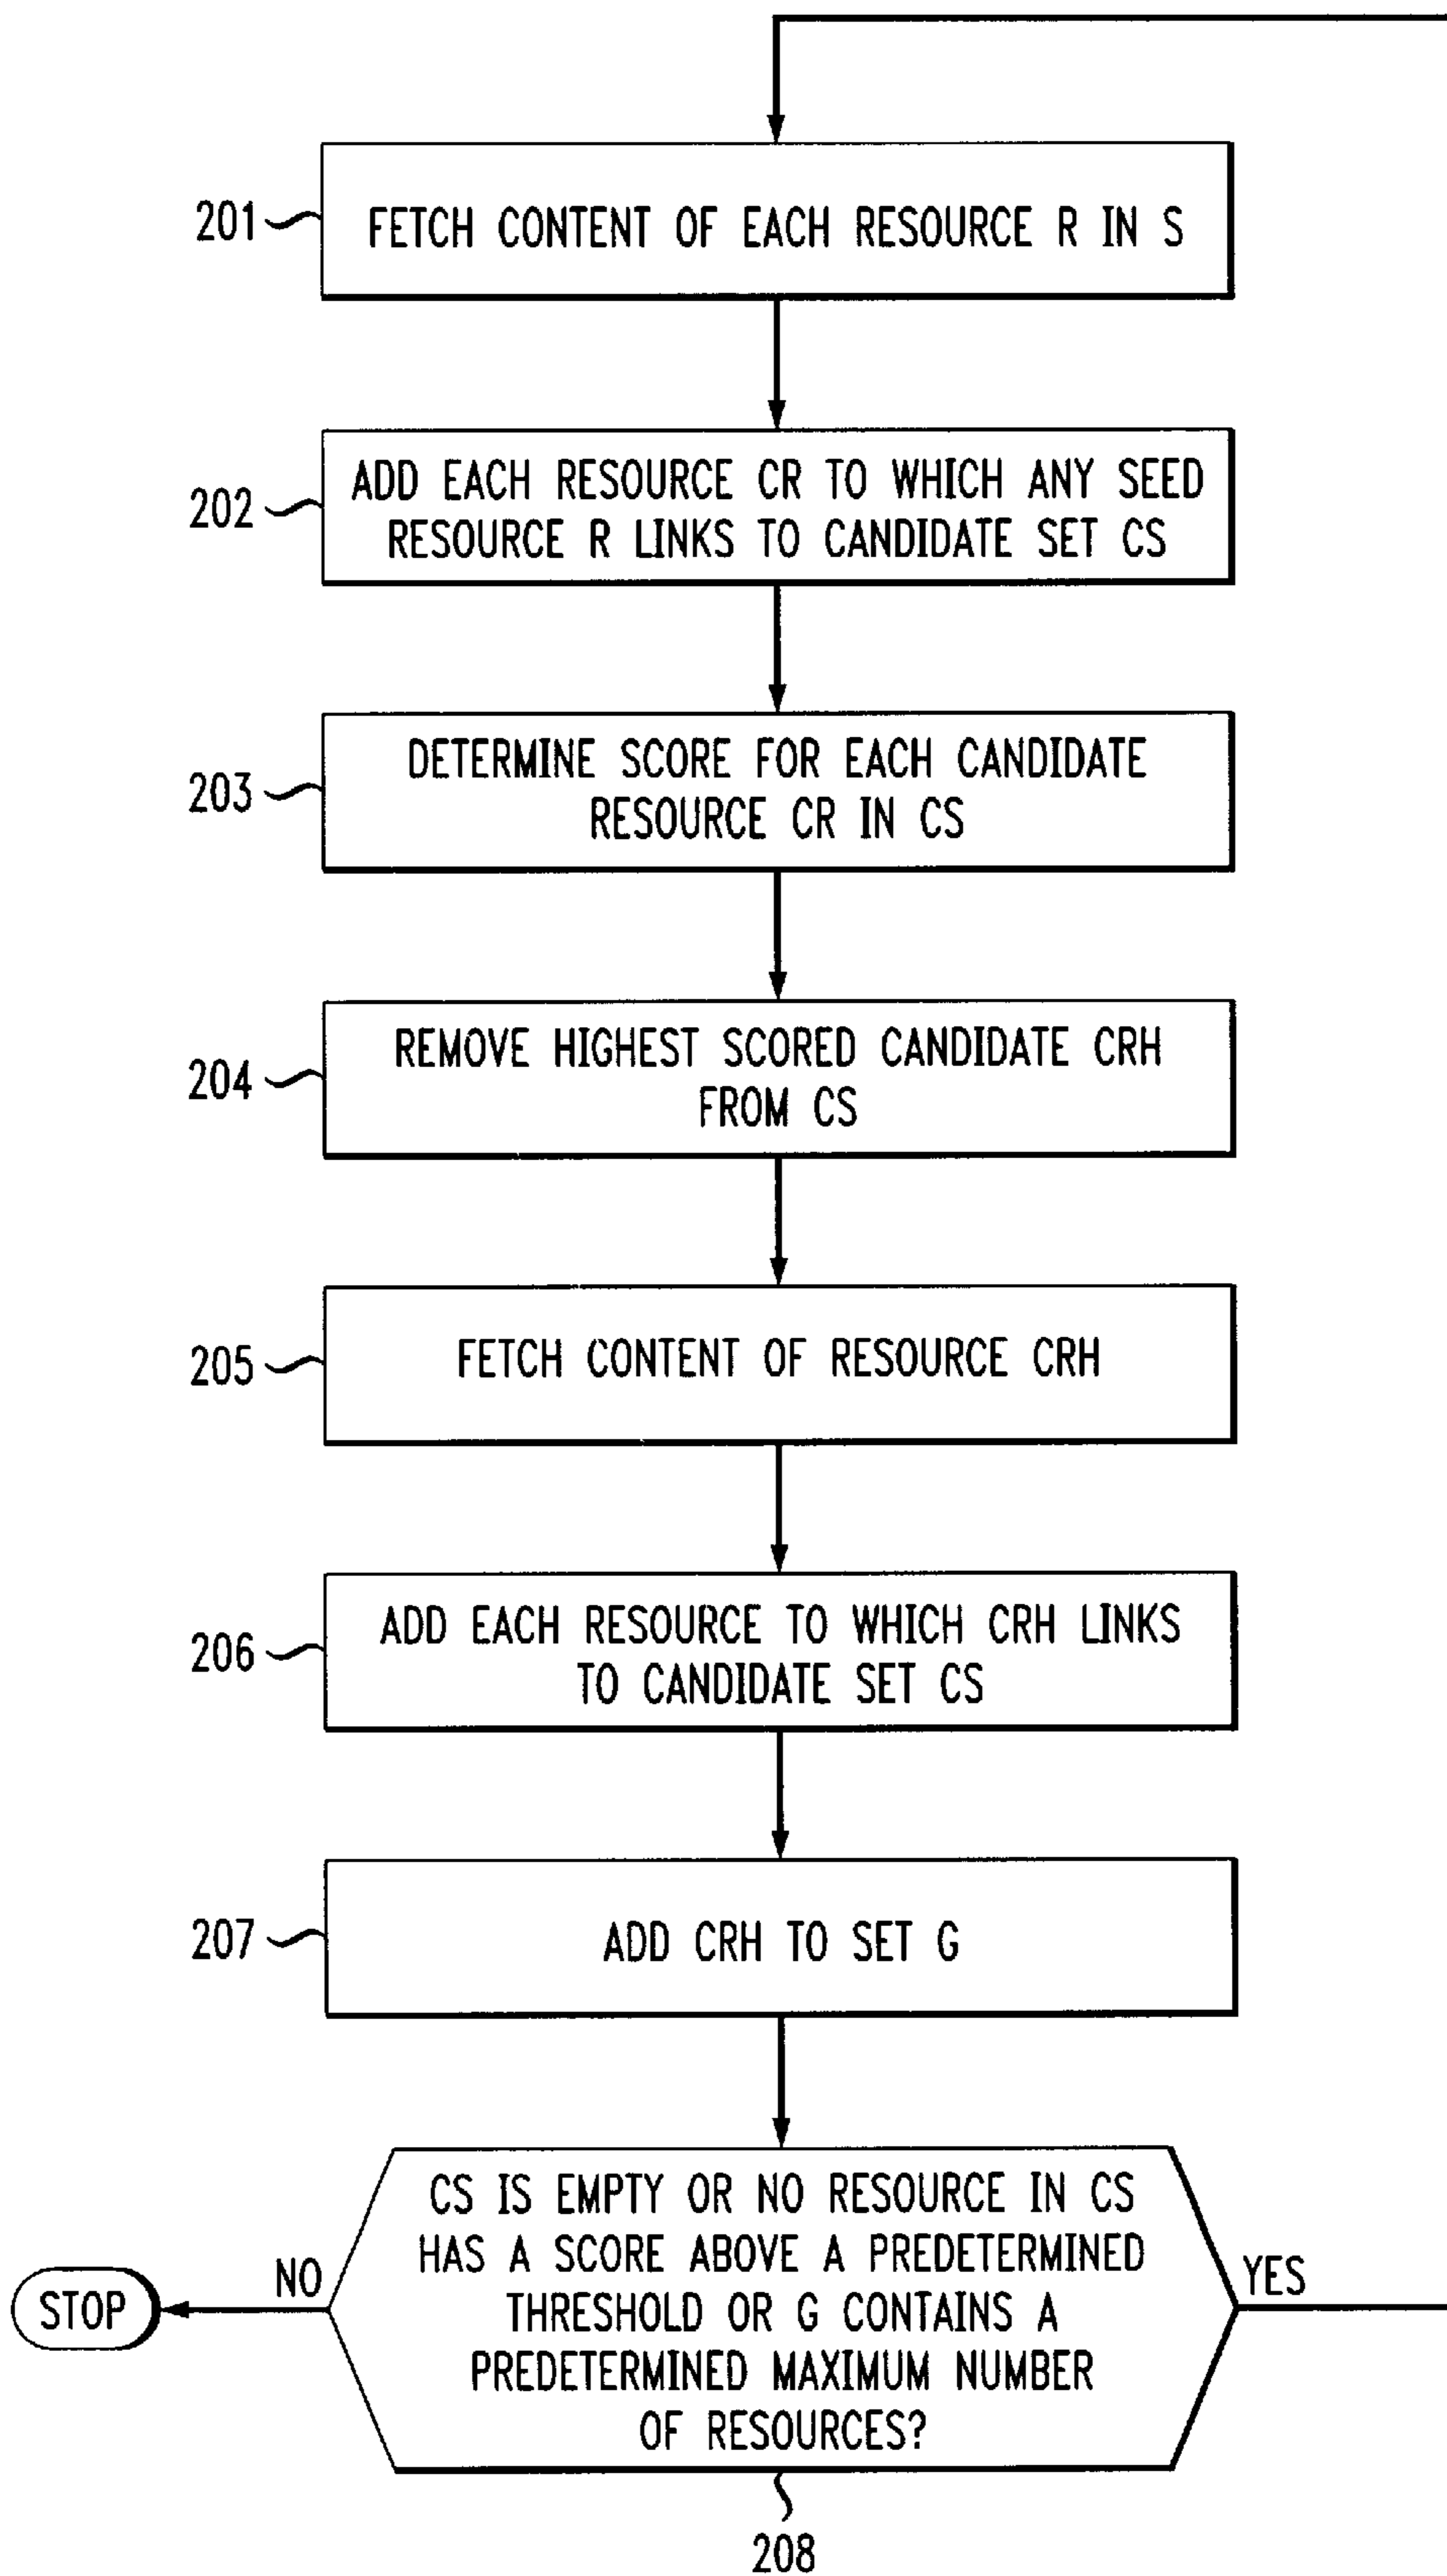 201
FETCH CONTENT OF EACH RESOURCE R IN S
202
ADD EACH RESOURCE CR TO WHICH ANY SEED
RESOURCE R LINKS TO CANDIDATE SET CS
203
DETERMINE SCORE FOR EACH CANDIDATE
RESOURCE CR IN CS
204
REMOVE HIGHEST SCORED CANDIDATE CRH
FROM CS
205
FETCH CONTENT OF RESOURCE CRH
206
ADD EACH RESOURCE TO WHICH CRH LINKS
TO CANDIDATE SET CS
207
ADD CRH TO SET G
CS IS EMPTY OR NO RESOURCE IN CS
HAS A SCORE ABOVE A PREDETERMINED
THRESHOLD OR G CONTAINS A
PREDETERMINED MAXIMUM NUMBER
OF RESOURCES?
NO
STOP
YES
208